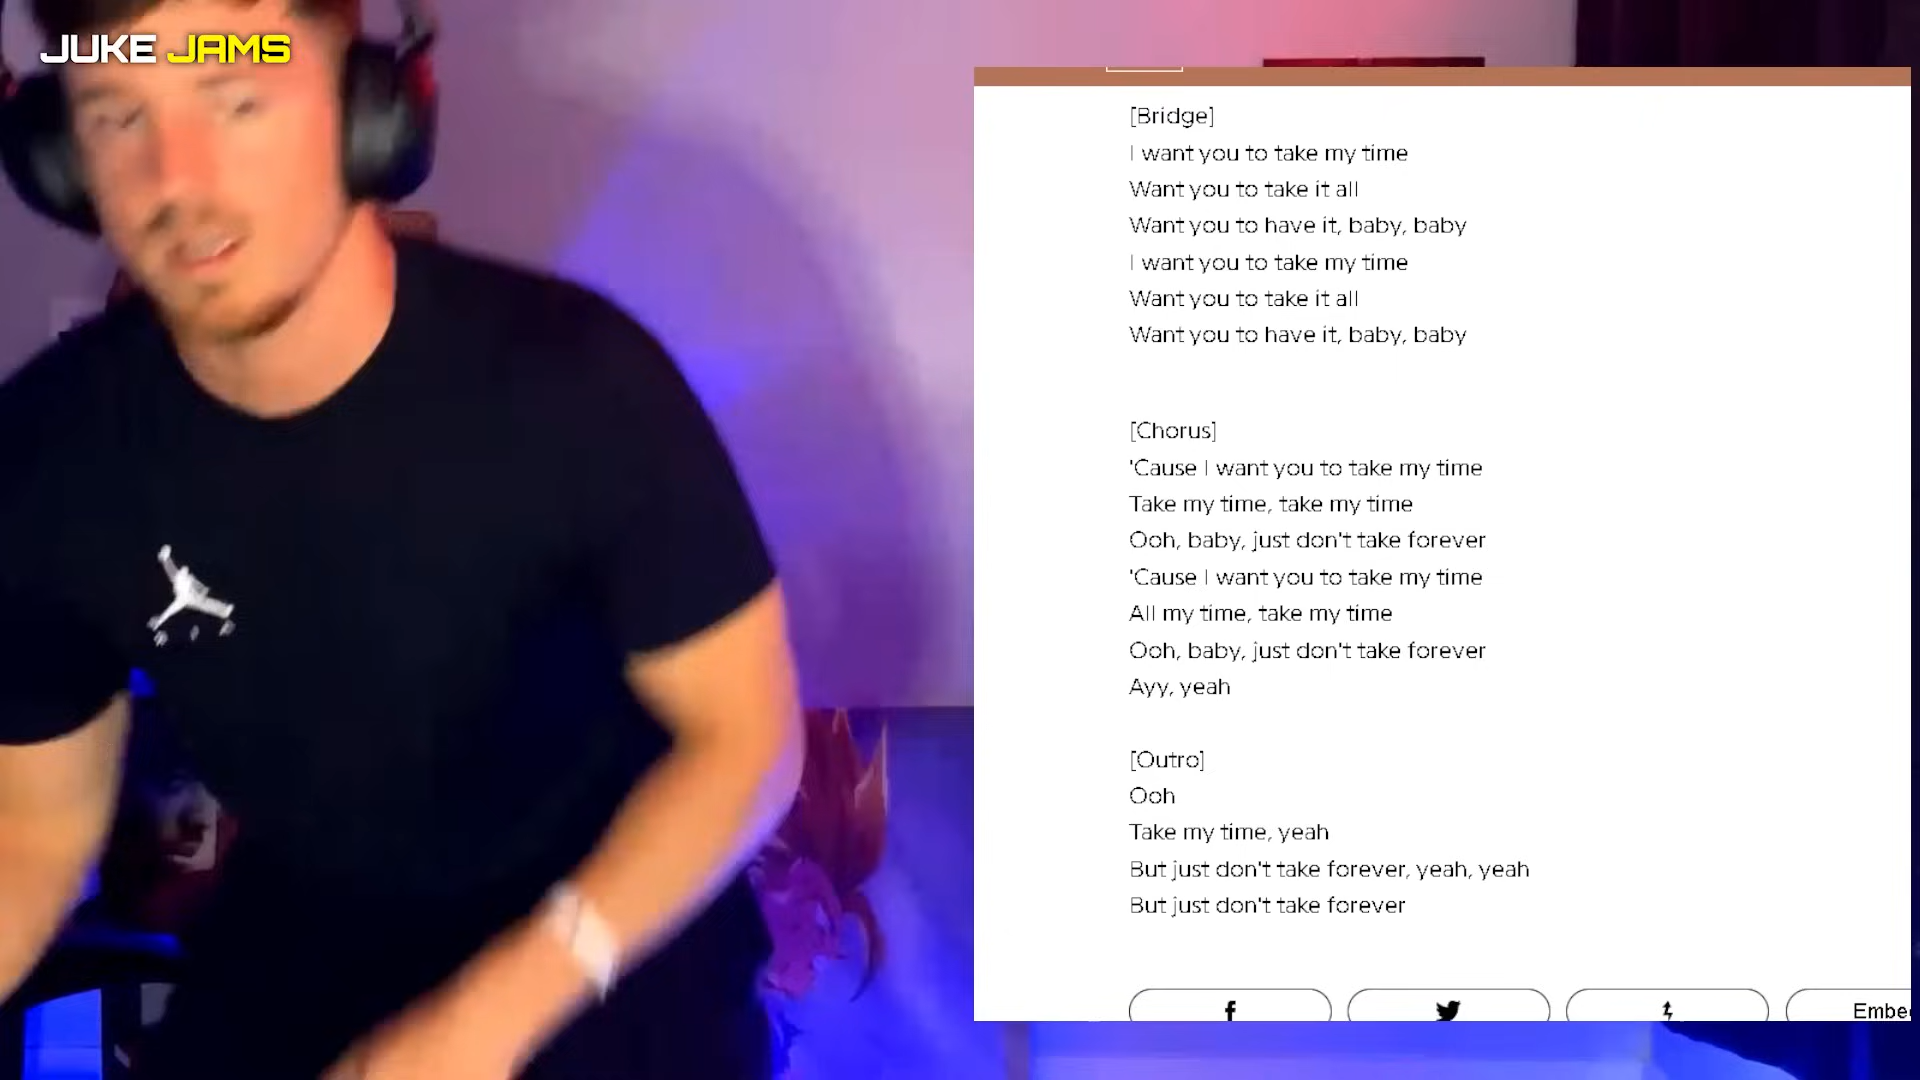 JUKE JAMS
[Bridge]
I want you to take my time
Want you to take it all
Want you to have it, baby, baby
I want you to take my time
Want you to take it all
Want you to have it, baby, baby
[Chorus]
'Cause I want you to take my time
Take my time, take my time
Ooh, baby, just don't take forever
'Cause I want you to take my time
All my time, take my time
Ooh, baby, just don't take forever
Ayy, yeah
[Outro]
Ooh
Take my time, yeah
But just don't take forever, yeah, yeah
But just don't take forever